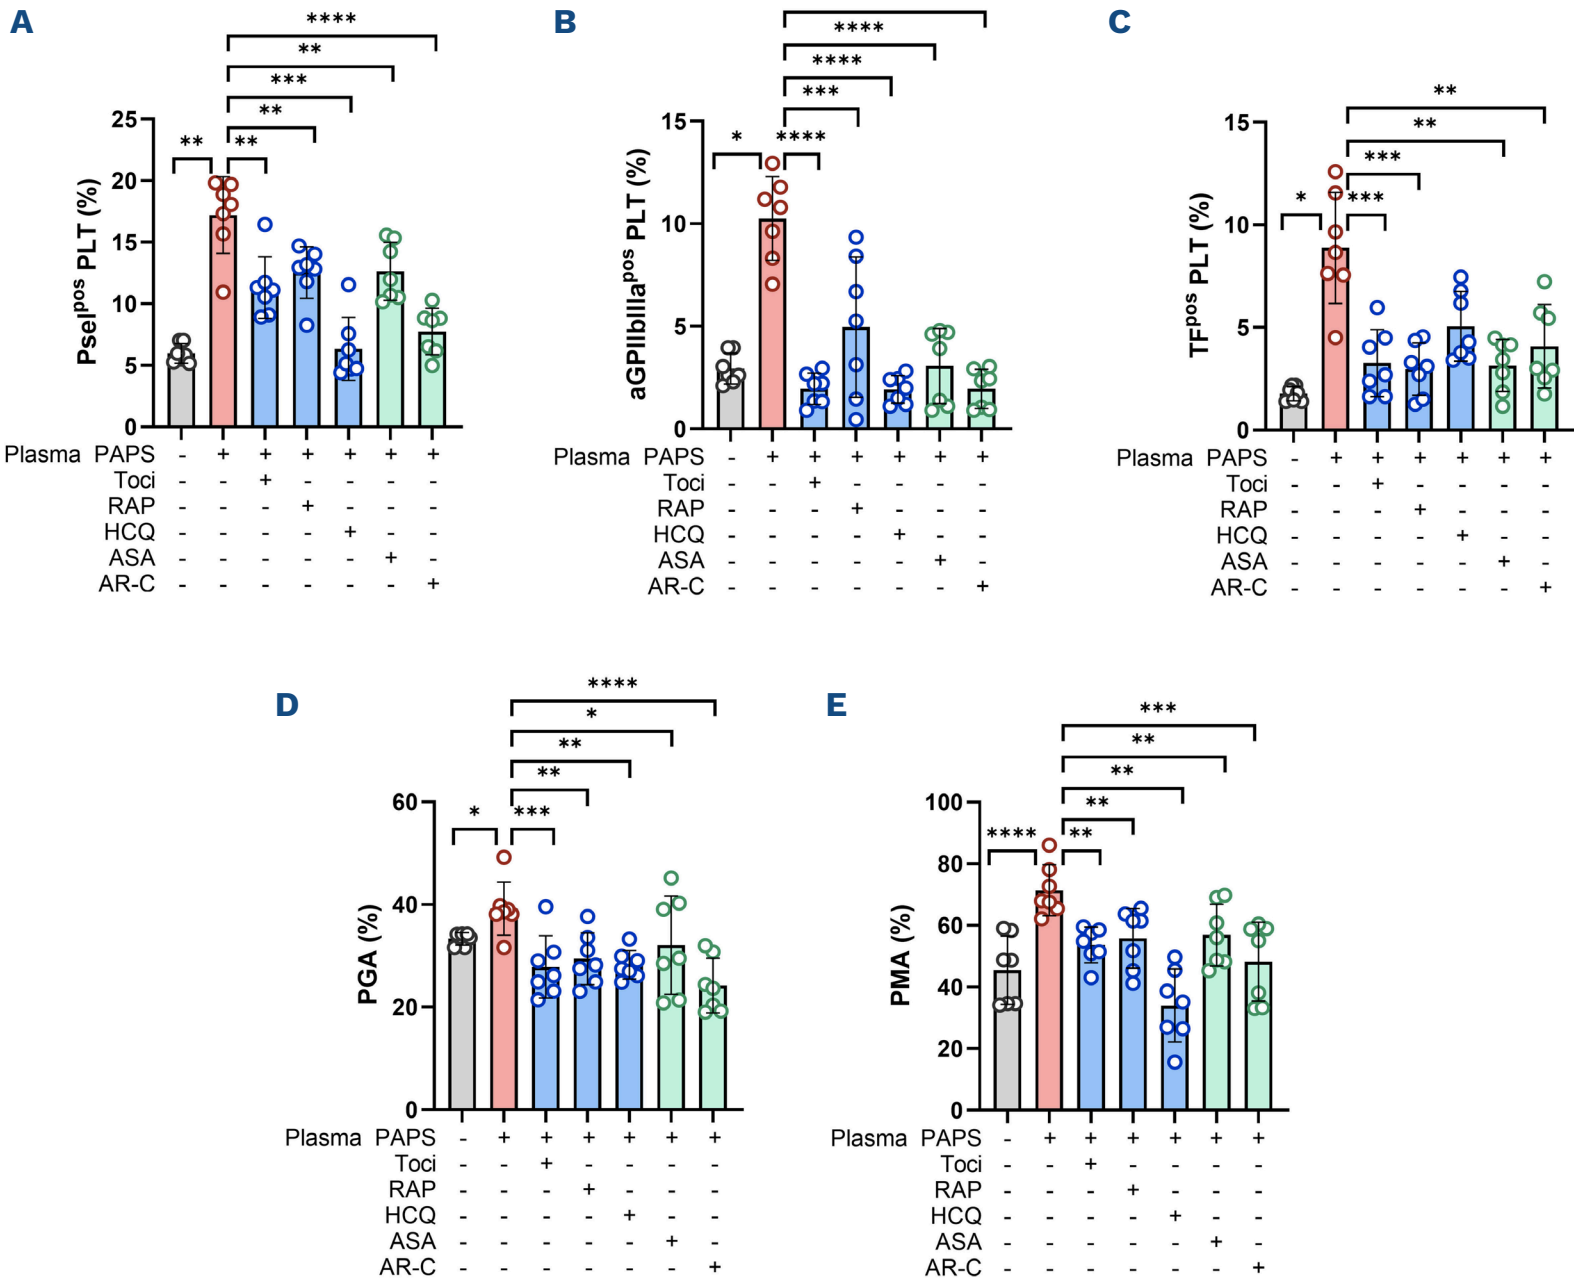 A
****
**
***
**
** **
25
20
15
10
5
0
Pselpos PLT (%)
Plasma PAPS - + + + + + +
Toci - - + - - - -
RAP - - - + - - -
HCQ - - - - + - -
ASA - - - - - + -
AR-C - - - - - - +
B
****
****
***
* ****
15
10
5
0
aGPIIbIIIapos PLT (%)
Plasma PAPS - + + + + + +
Toci - - + - - - -
RAP - - - + - - -
HCQ - - - - + - -
ASA - - - - - + -
AR-C - - - - - - +
C
**
**
***
* ***
15
10
5
0
TFpos PLT (%)
Plasma PAPS - + + + + + +
Toci - - + - - - -
RAP - - - + - - -
HCQ - - - - + - -
ASA - - - - - + -
AR-C - - - - - - +
D
****
*
**
**
* ***
60
40
20
0
PGA (%)
Plasma PAPS - + + + + + +
Toci - - + - - - -
RAP - - - + - - -
HCQ - - - - + - -
ASA - - - - - + -
AR-C - - - - - - +
E
***
**
**
**
**** **
100
80
60
40
20
0
PMA (%)
Plasma PAPS - + + + + + +
Toci - - + - - - -
RAP - - - + - - -
HCQ - - - - + - -
ASA - - - - - + -
AR-C - - - - - - +